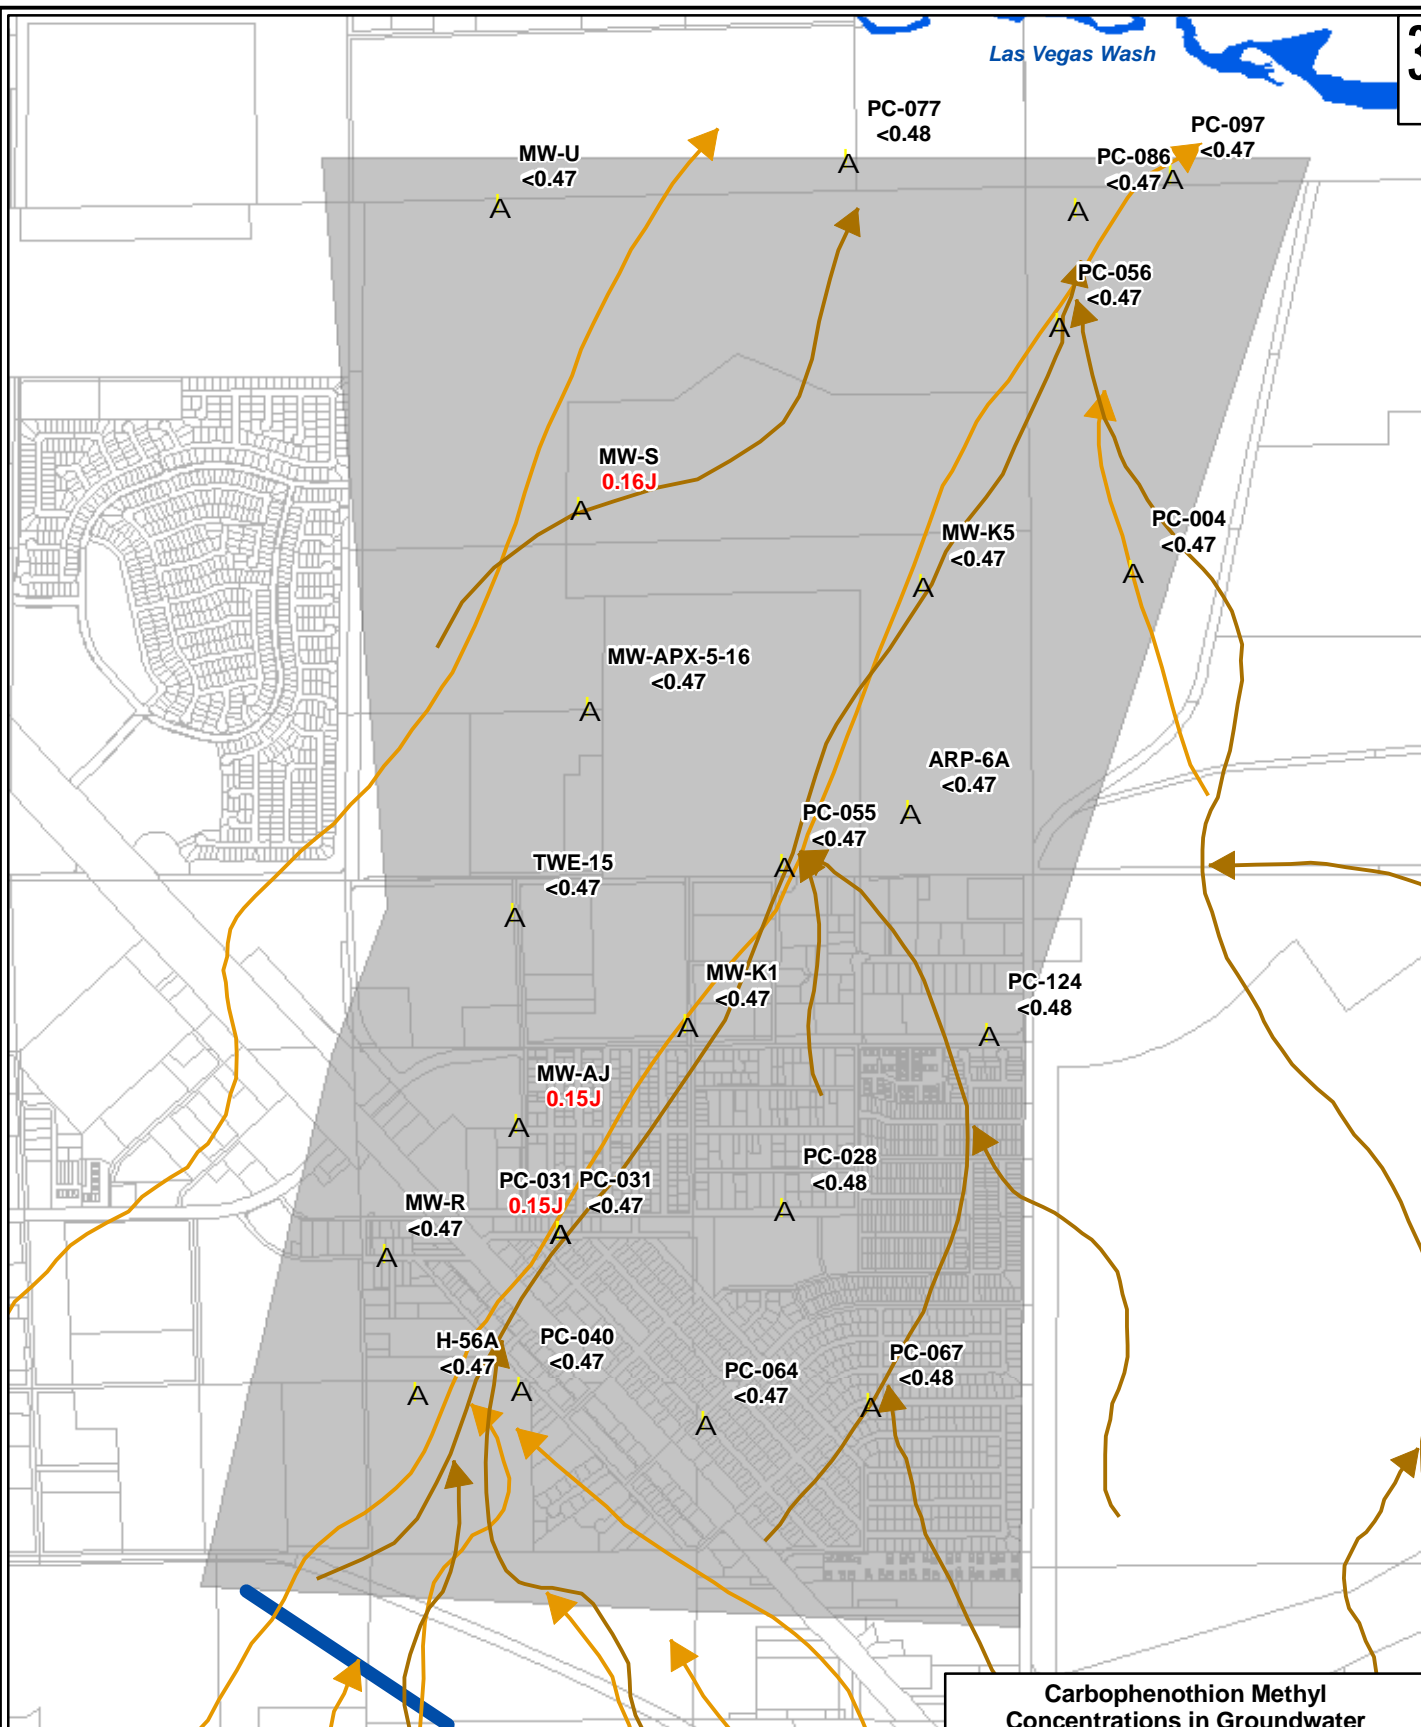 3
Las Vegas Wash
PC-077
<0.48
PC-097
<0.47
MW-U
<0.47
PC-086
<0.47
A
A
A
A
PC-056
<0.47
A
MW-S
0.16J
A
PC-004
<0.47
MW-K5
<0.47
A
A
MW-APX-5-16
<0.47
A
ARP-6A
<0.47
A
PC-055
<0.47
A
TWE-15
<0.47
A
MW-K1
<0.47
A
PC-124
<0.48
A
MW-AJ
0.15J
A
PC-028
<0.48
A
PC-031 PC-031
0.15J <0.47
A
MW-R
<0.47
A
H-56A
<0.47
A
PC-040
<0.47
A
PC-064
<0.47
A
PC-067
<0.48
A
Carbophenothion Methyl
Concentrations in Groundwater